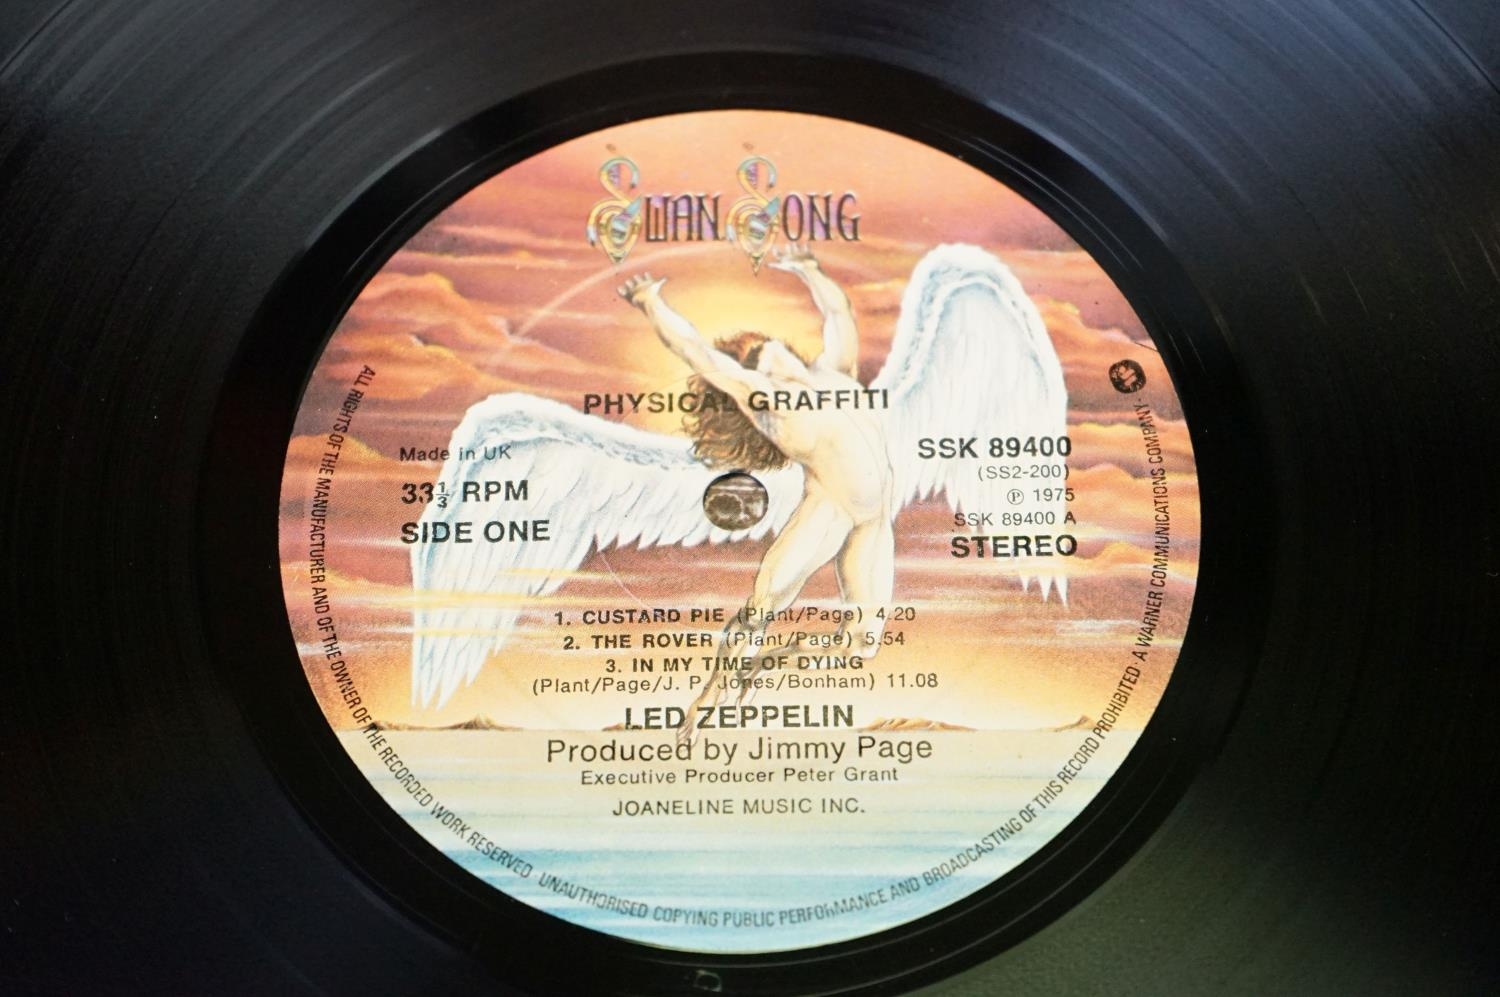 SWAN SONG
PHYSICAL GRAFFITI
Made in UK
33⅓ RPM
SIDE ONE
SSK 89400
(SS2-200)
℗ 1975
SSK 89400 A
STEREO
1. CUSTARD PIE (Plant/Page) 4.20
2. THE ROVER (Plant/Page) 5.54
3. IN MY TIME OF DYING
(Plant/Page/J. P. Jones/Bonham) 11.08
LED ZEPPELIN
Produced by Jimmy Page
Executive Producer Peter Grant
JOANELINE MUSIC INC.
ALL RIGHTS OF THE MANUFACTURER AND OF THE OWNER OF THE RECORDED WORK RESERVED · UNAUTHORISED COPYING PUBLIC PERFORMANCE AND BROADCASTING OF THIS RECORD PROHIBITED · A WARNER COMMUNICATIONS COMPANY ·